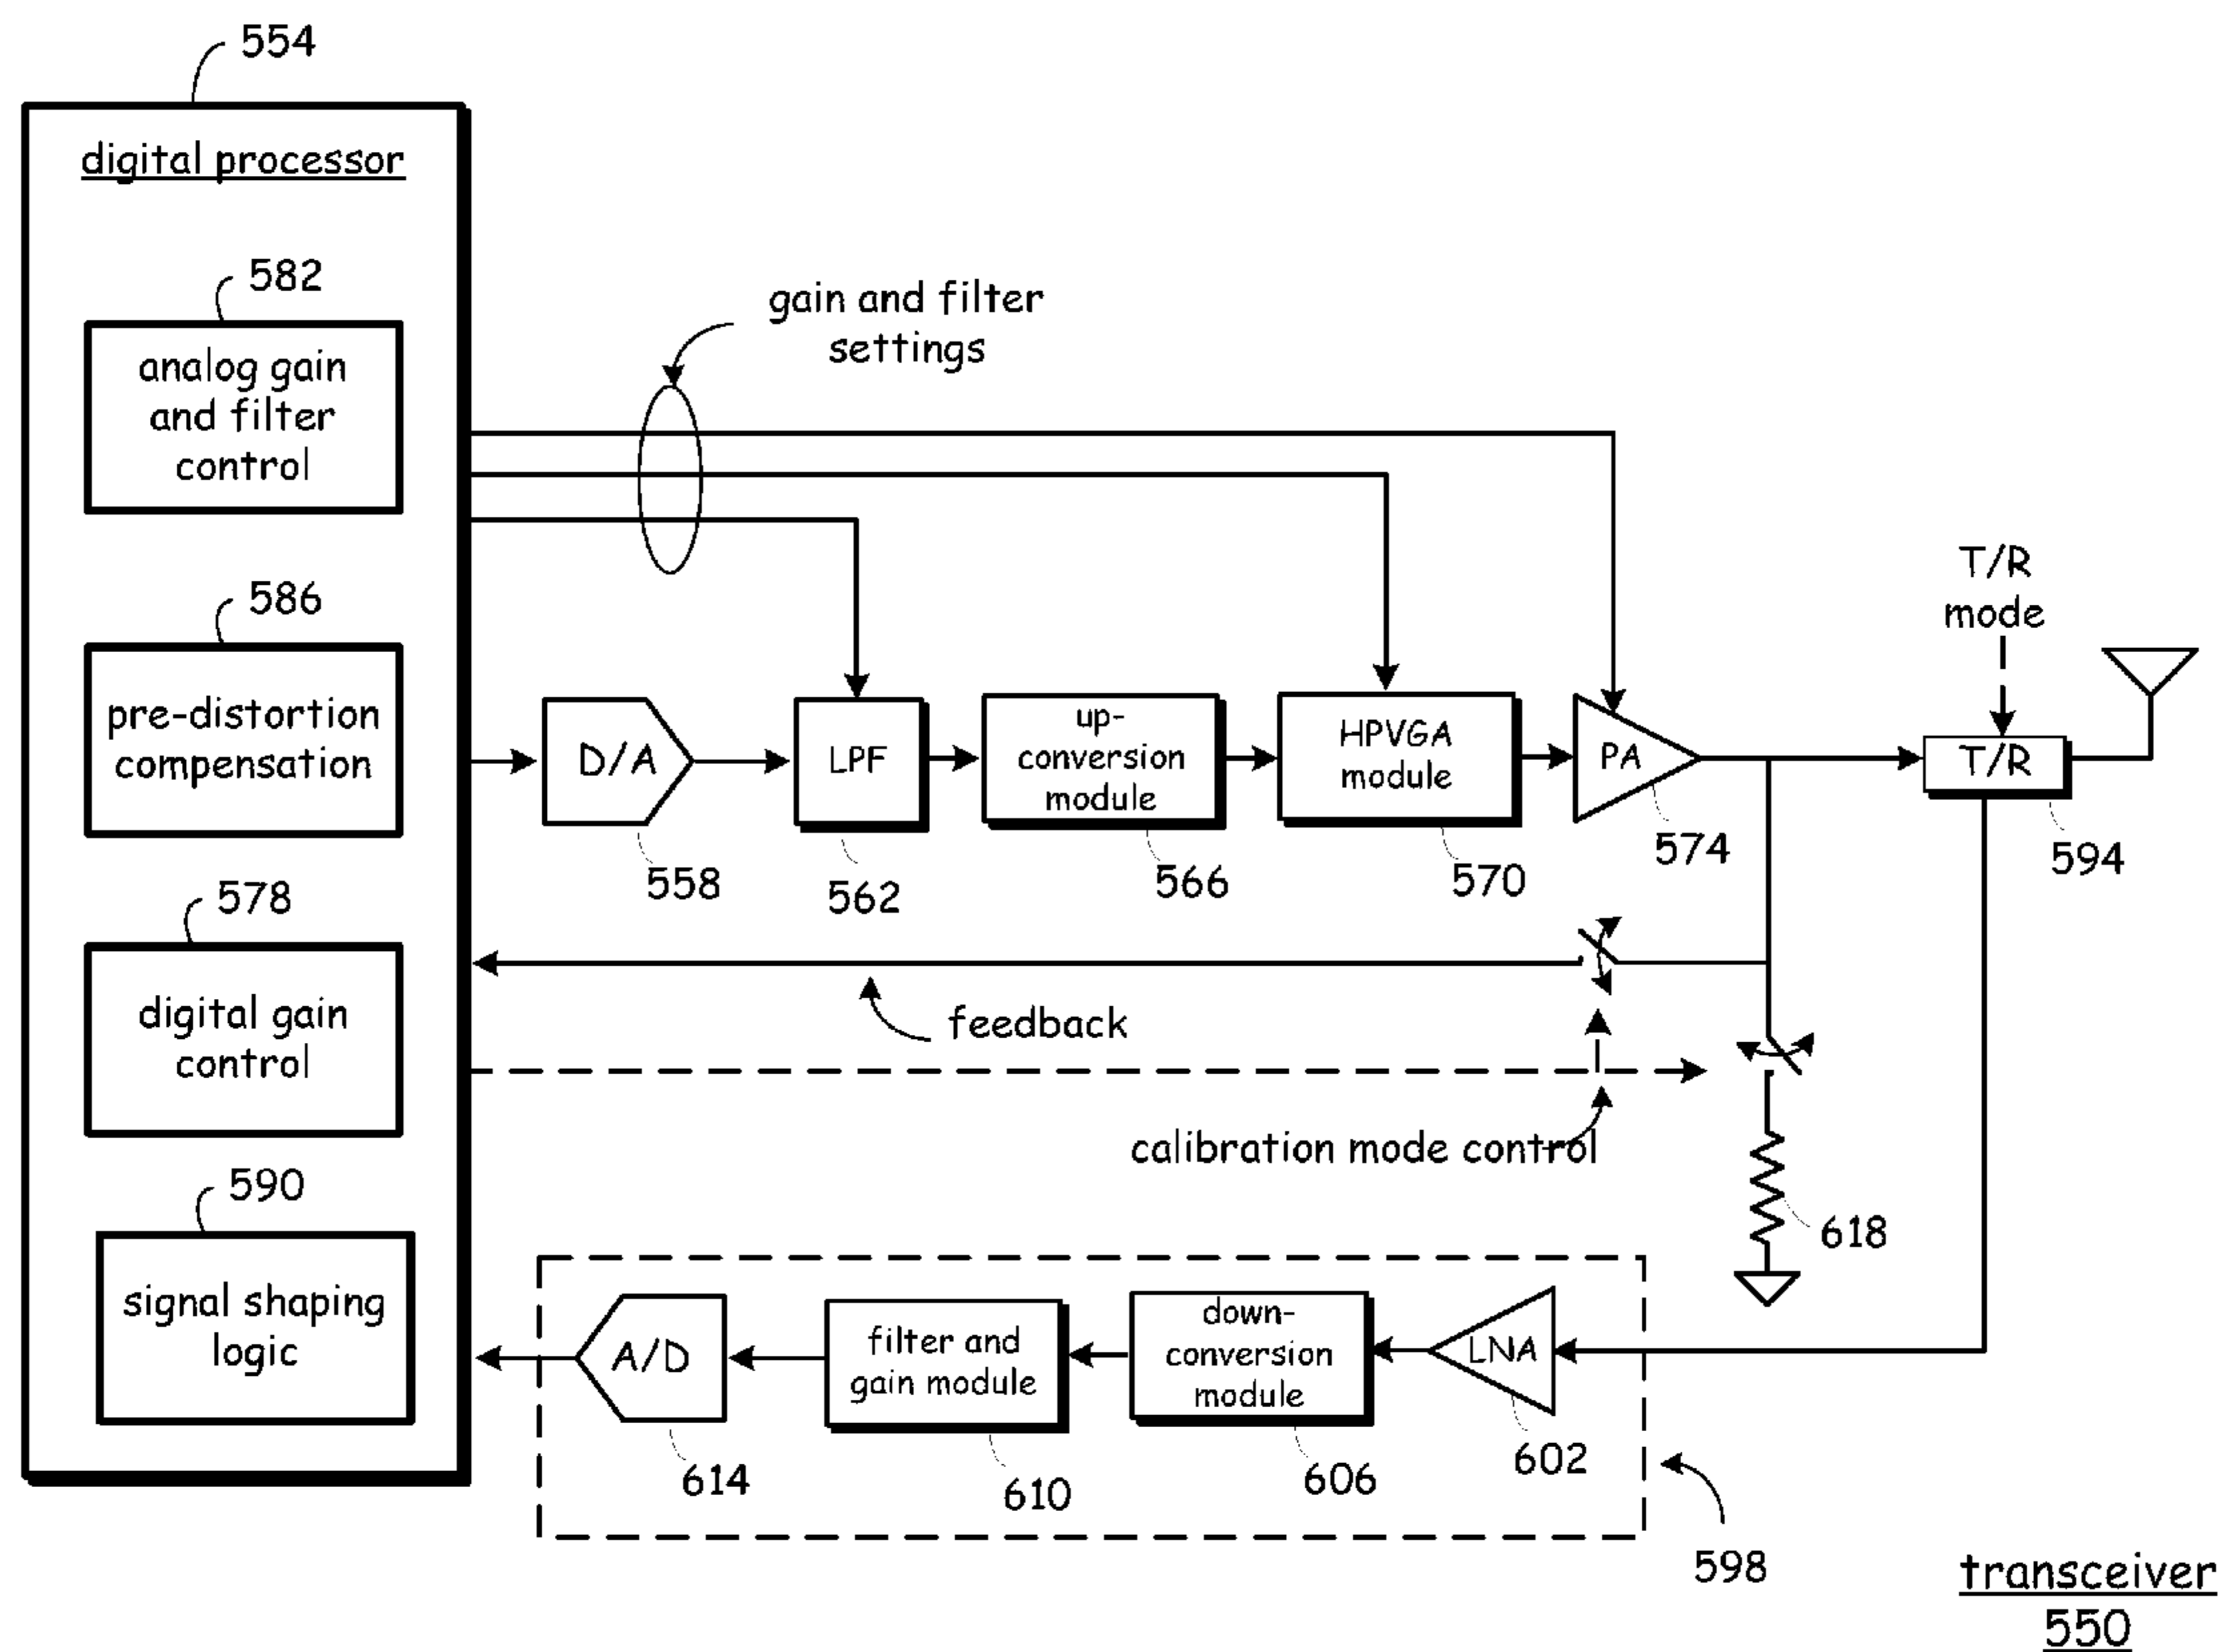 554
digital processor
582
analog gain
and filter
control
586
pre-distortion
compensation
578
digital gain
control
590
signal shaping
logic
gain and filter
settings
D/A
558
LPF
562
up-
conversion
module
566
HPVGA
module
570
PA
574
T/R
mode
T/R
594
feedback
calibration mode control
618
A/D
614
filter and
gain module
610
down-
conversion
module
606
LNA
602
598
transceiver
550